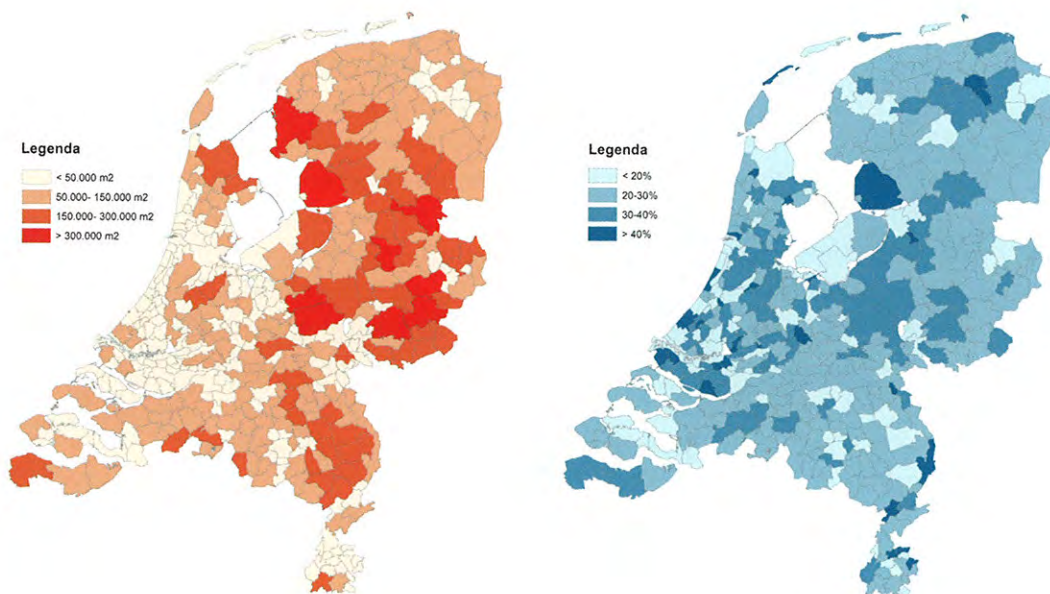 Legenda
< 50.000 m2
50.000- 150.000 m2
150.000- 300.000 m2
> 300.000 m2
Legenda
< 20%
20-30%
30-40%
> 40%